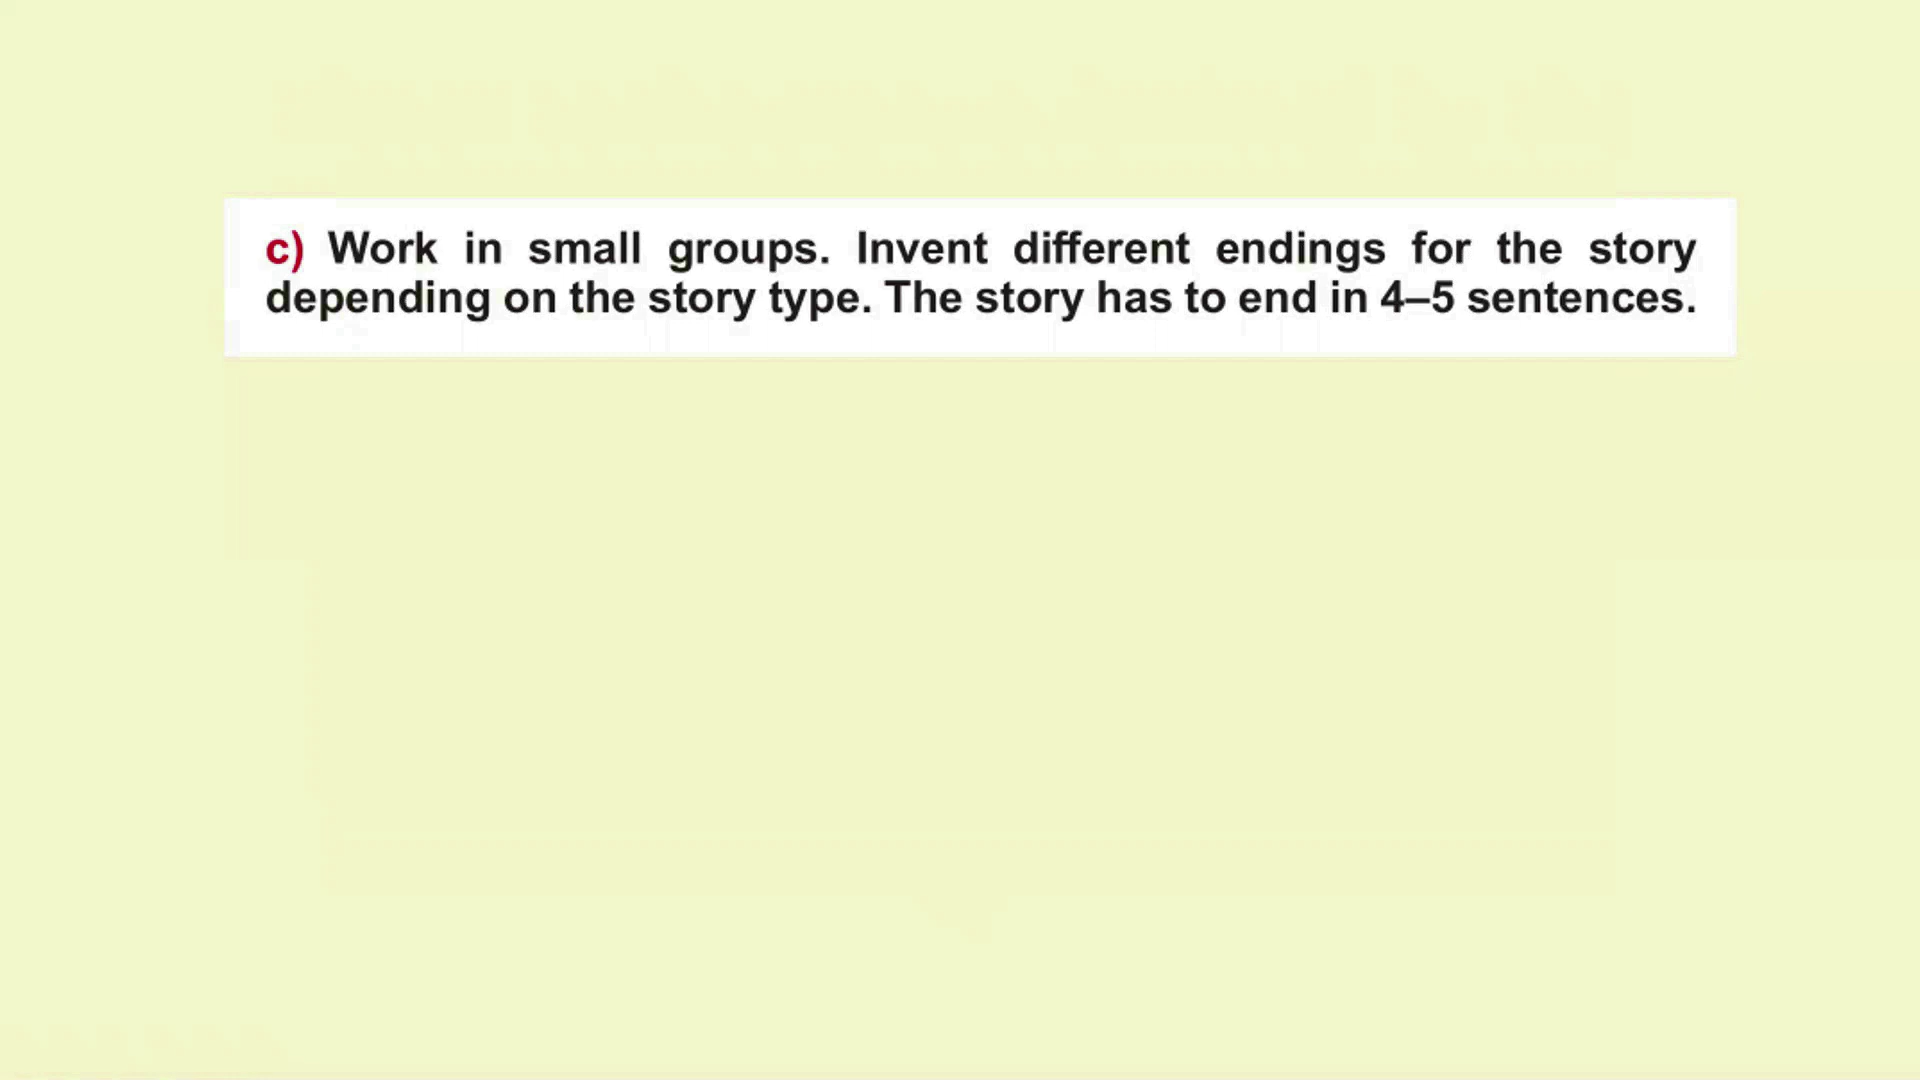 c) Work in small groups. Invent different endings for the story
depending on the story type. The story has to end in 4–5 sentences.